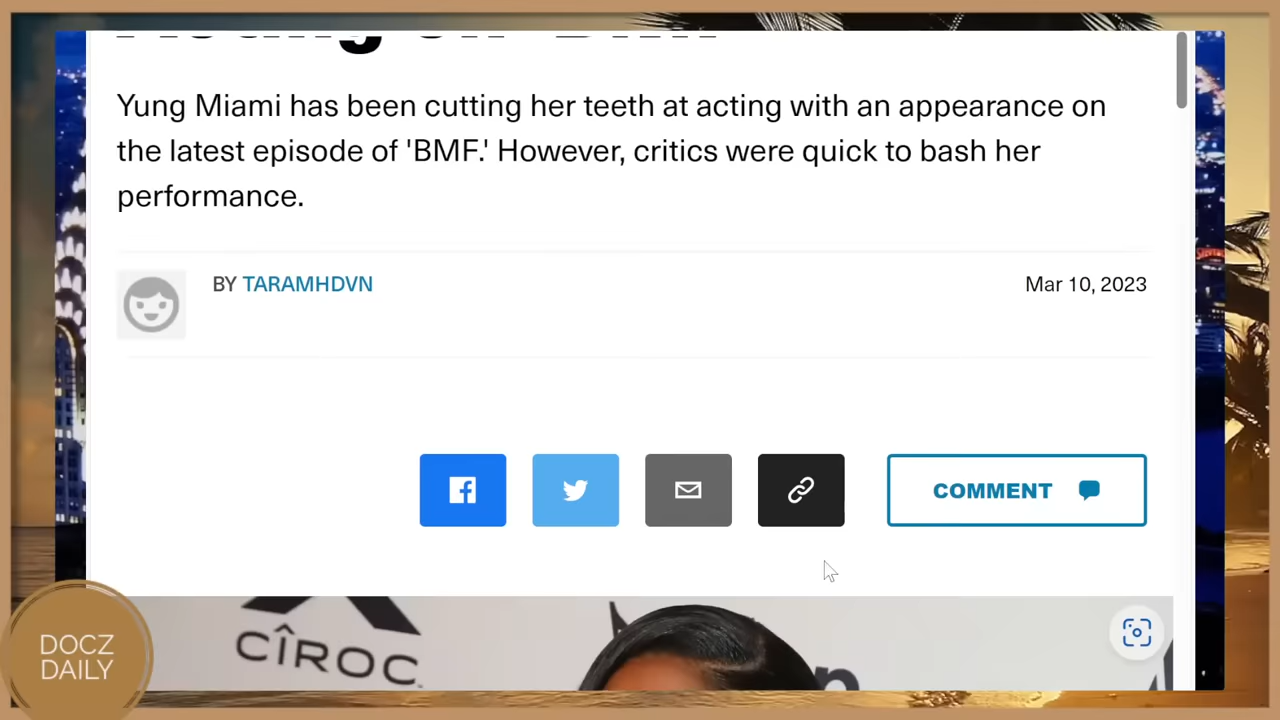 Yung Miami has been cutting her teeth at acting with an appearance on
the latest episode of 'BMF.' However, critics were quick to bash her
performance.
BY TARAMHDVN
Mar 10, 2023
COMMENT
CÎROC
DOCZ
DAILY